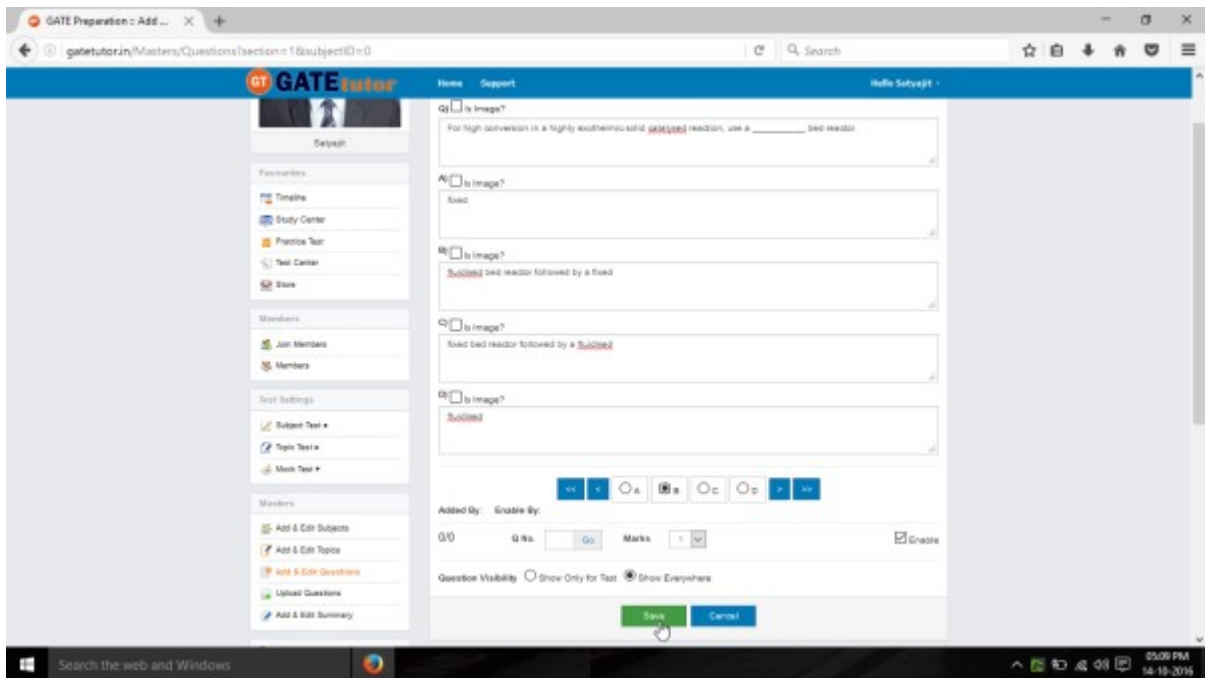 GATE Preparation :: Add ...
gatetutor.in/Masters/Questions?section=1&subjectID=0
Search
GT GATEtutor
Home Support
Hello Satyajit
Satyajit
Favourites
Timeline
Study Center
Practice Test
Test Center
Store
Members
Join Members
Members
Test Settings
Subject Test
Topic Test
Mock Test
Masters
Add & Edit Subjects
Add & Edit Topics
Add & Edit Questions
Upload Questions
Add & Edit Summary
Q) Is Image?
For high conversion in a highly exothermic solid catalysed reaction, use a __________ bed reactor.
A) Is Image?
fixed
B) Is Image?
fluidised bed reactor followed by a fixed
C) Is Image?
fixed bed reactor followed by a fluidised
D) Is Image?
fluidised
<< < A B C D > >>
Added By: Enable By:
0/0 Q No. Go Marks 1 Enable
Question Visibility Show Only for Test Show Everywhere
Save Cancel
Search the web and Windows
05:09 PM
14-10-2016